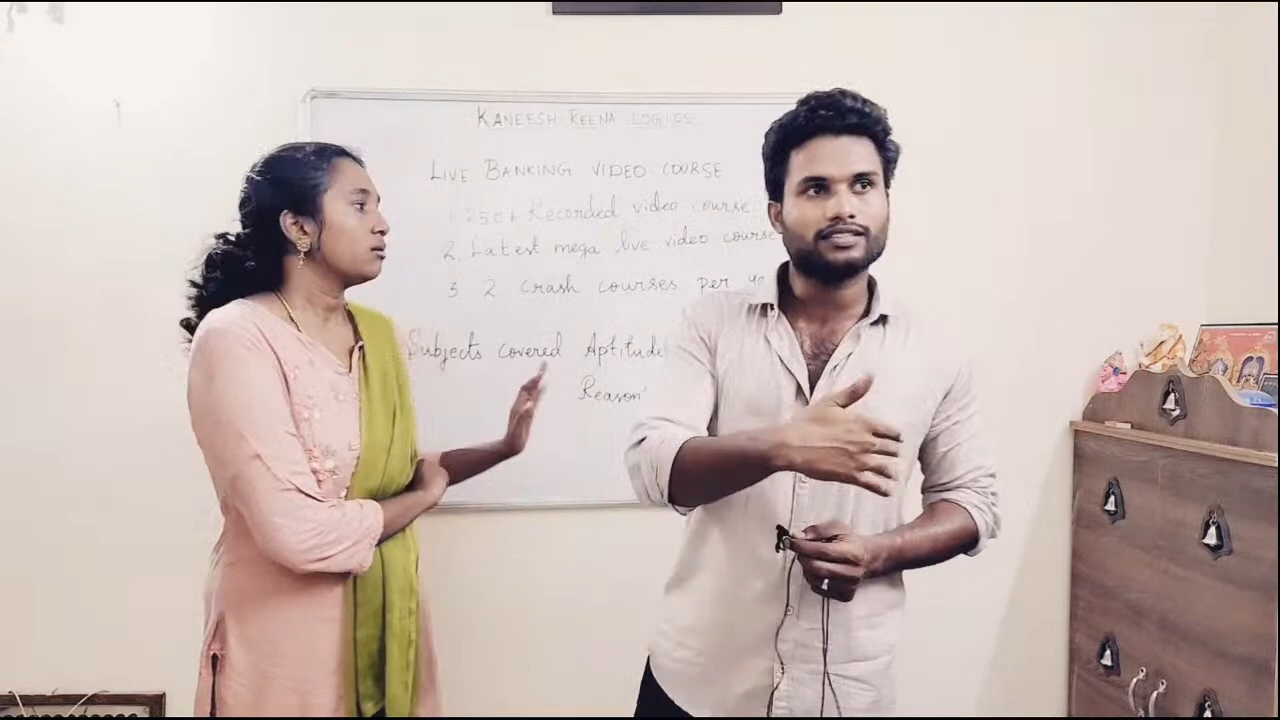 KANEESH REENA LOGICS
LIVE BANKING VIDEO COURSE
1. 250+ Recorded video course
2. Latest mega live video course
3 2 Crash courses per
Subjects covered Aptitude